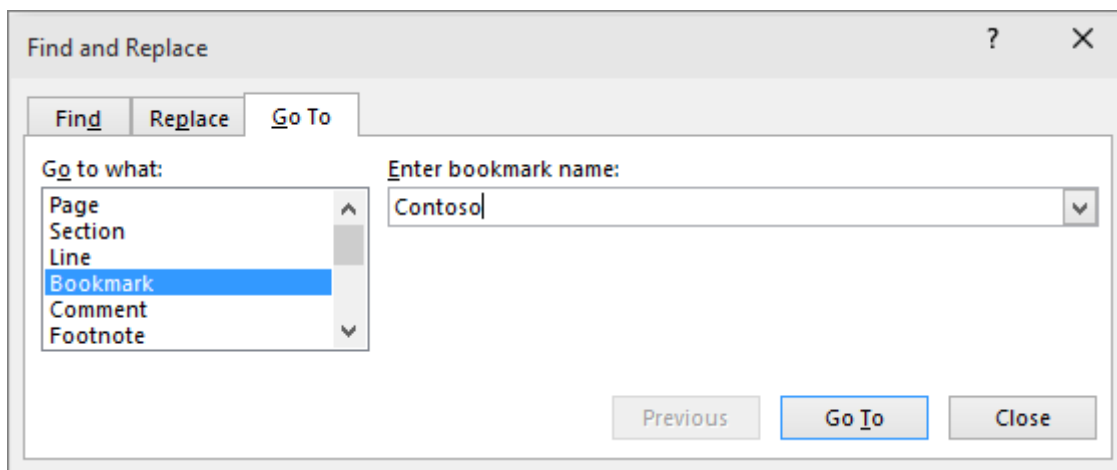 Find and Replace
?
Find
Replace
Go To
Go to what:
Page
Section
Line
Bookmark
Comment
Footnote
Enter bookmark name:
Contoso
Previous
Go To
Close